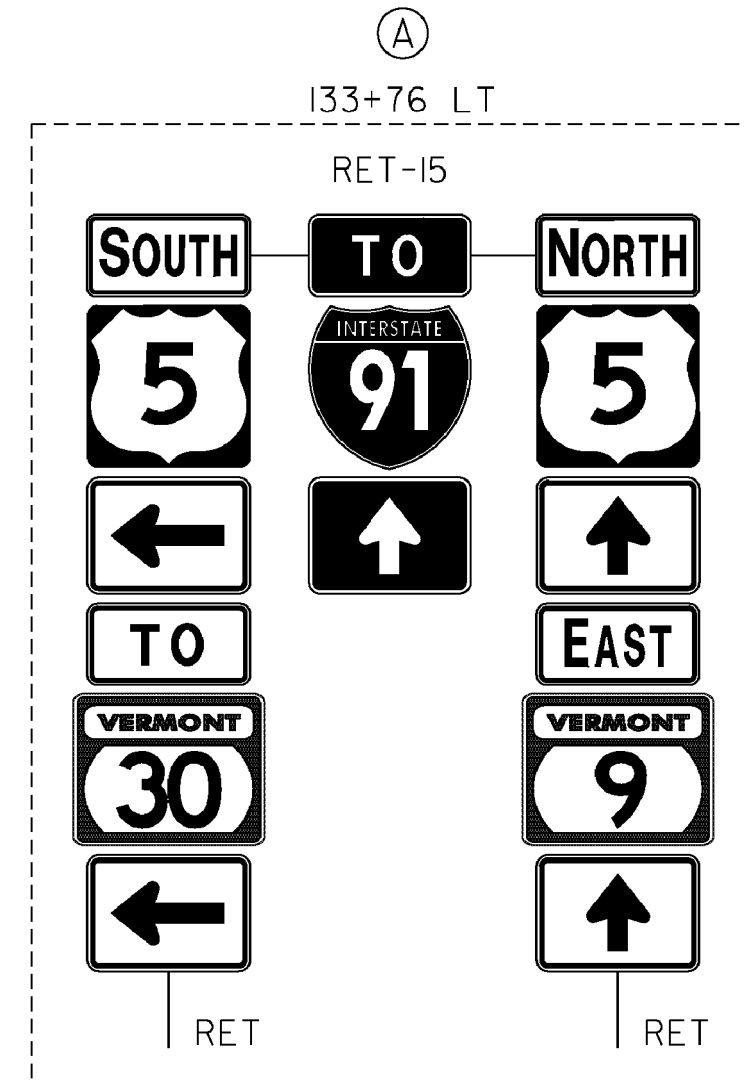 A
133+76 LT
RET-15
SOUTH TO NORTH
5 INTERSTATE 91 5
TO EAST
VERMONT VERMONT
30 9
RET RET